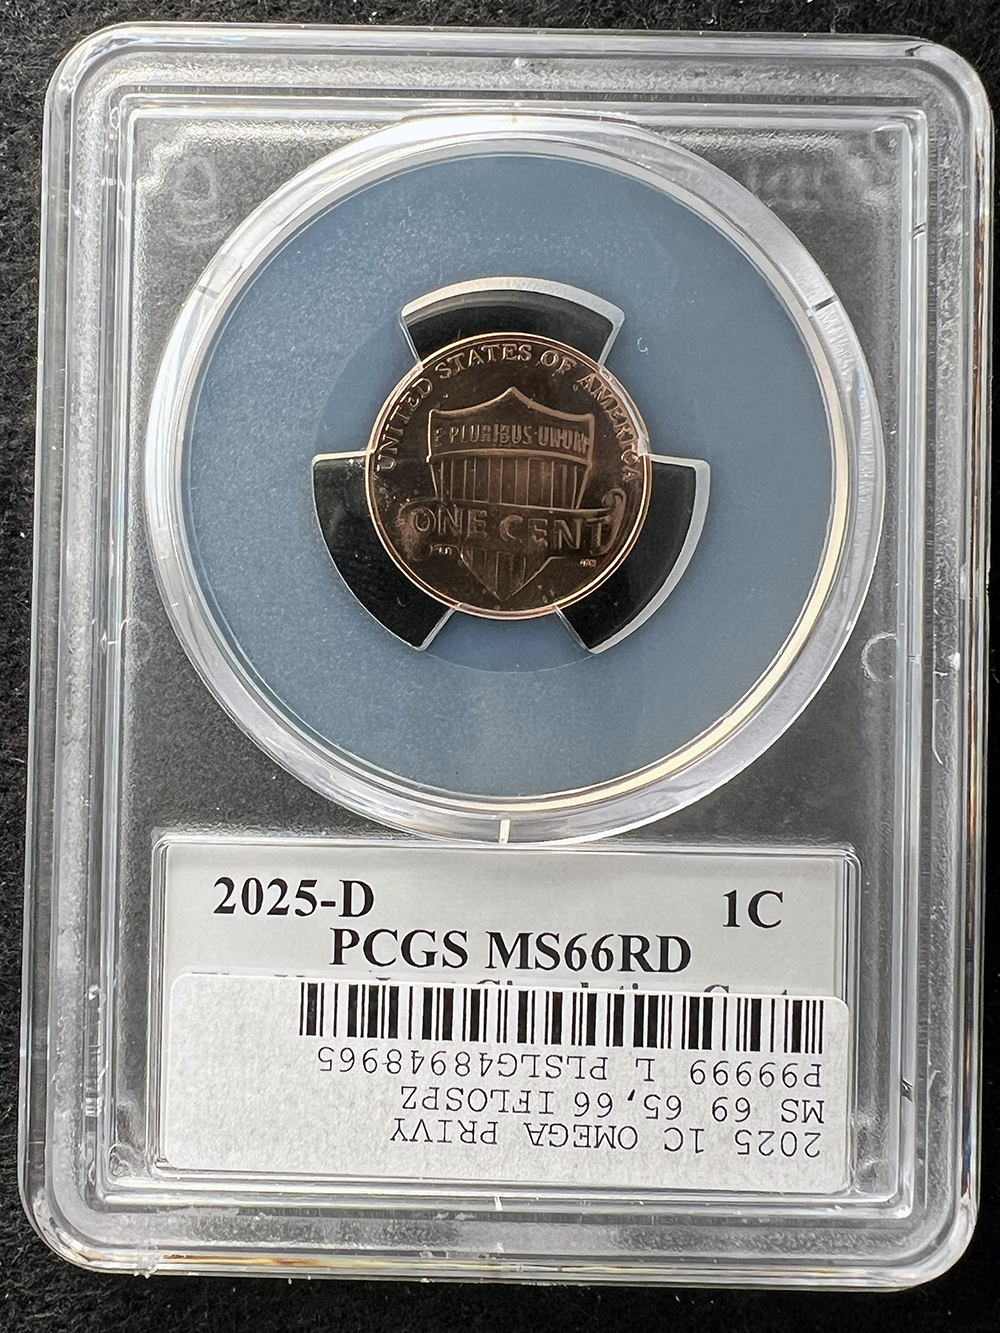 UNITED STATES OF AMERICA
E PLURIBUS UNUM
ONE CENT
2025-D 1C
PCGS MS66RD
P99999 L PLSLG48948965
MS 69 65,66 IFLOSPZ
2025 1C OMEGA PRIVY